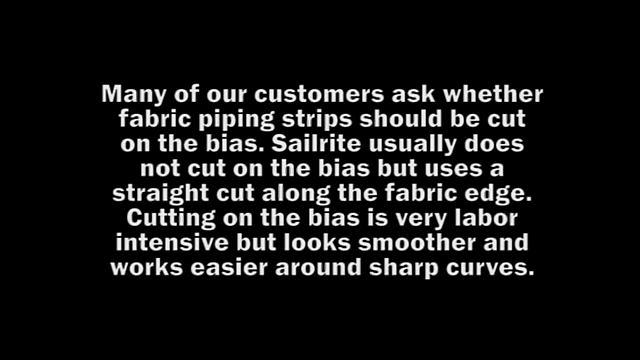 Many of our customers ask whether
fabric piping strips should be cut
on the bias. Sailrite usually does
not cut on the bias but uses a
straight cut along the fabric edge.
Cutting on the bias is very labor
intensive but looks smoother and
works easier around sharp curves.